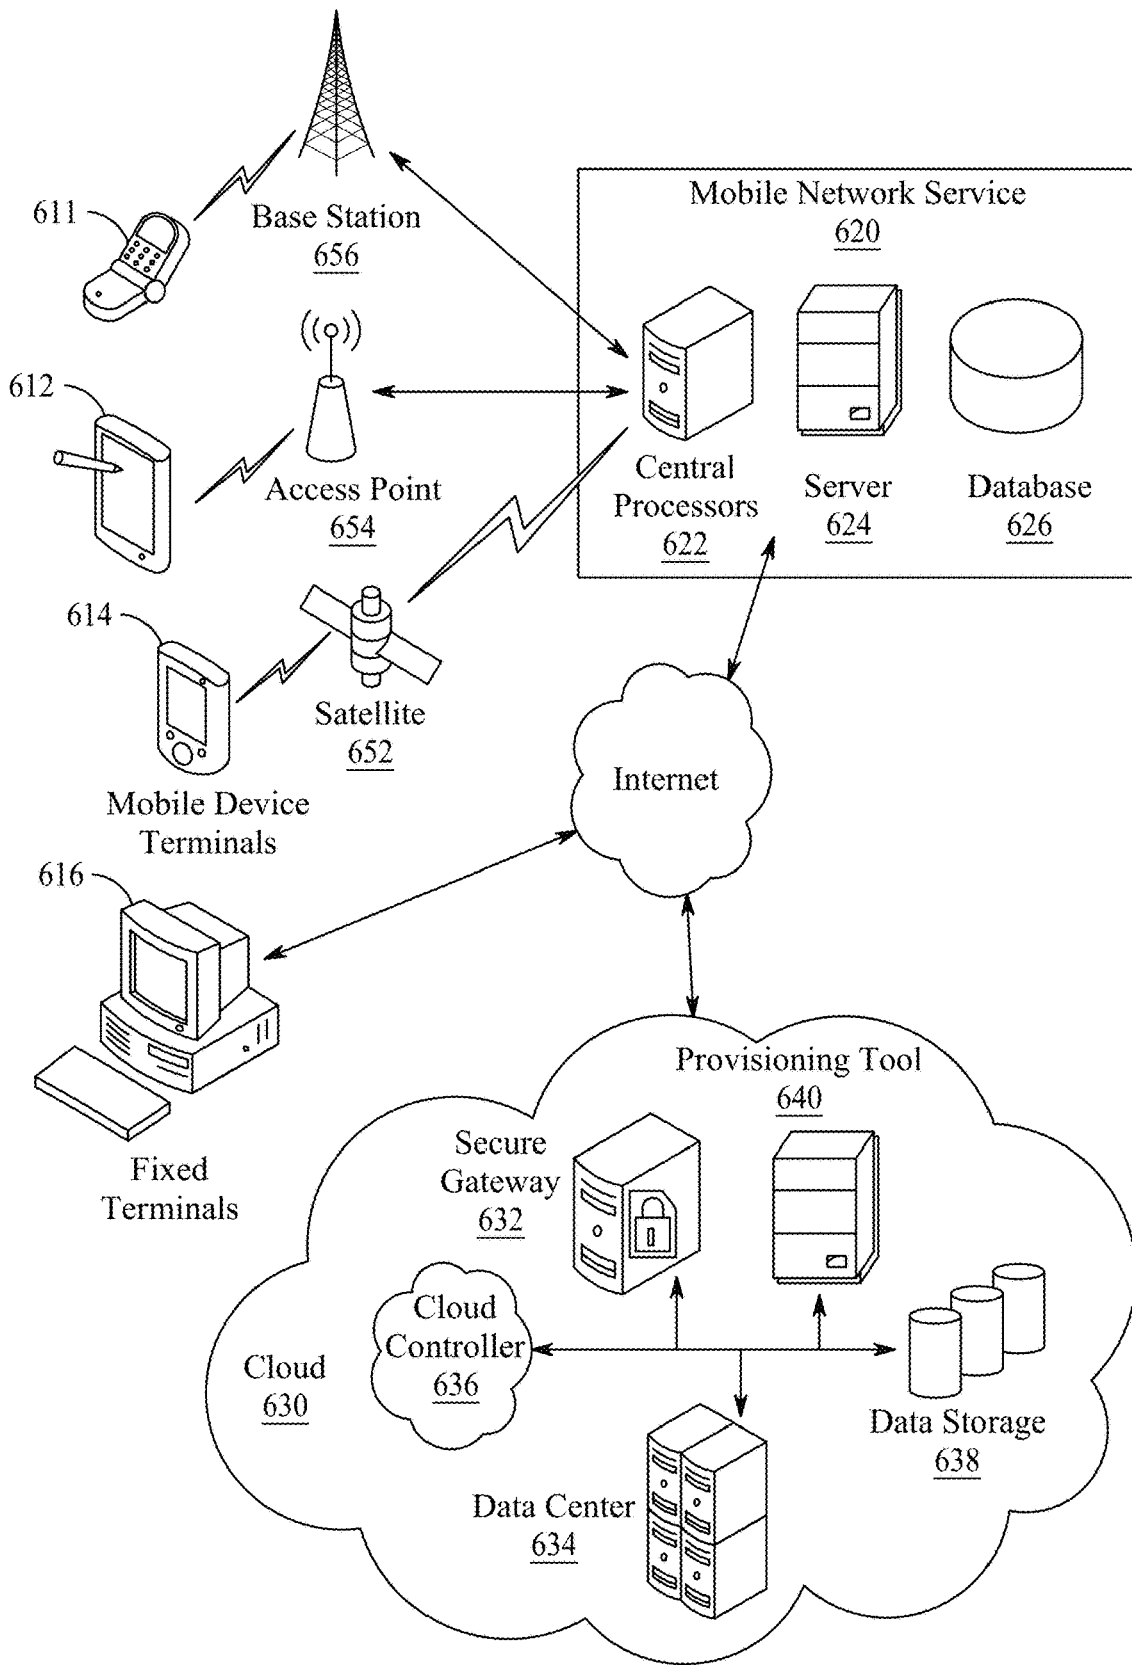 611
Base Station
656
Mobile Network Service
620
612
Access Point
654
Central
Processors
622
Server
624
Database
626
614
Satellite
652
Mobile Device
Terminals
Internet
616
Fixed
Terminals
Provisioning Tool
640
Secure
Gateway
632
Cloud
Controller
636
Cloud
630
Data Storage
638
Data Center
634